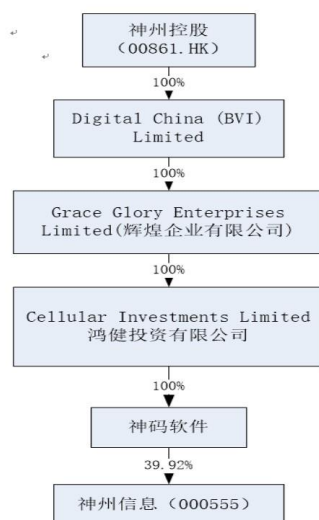 神州控股
(00861.HK)
100%
Digital China (BVI)
Limited
100%
Grace Glory Enterprises
Limited(辉煌企业有限公司)
100%
Cellular Investments Limited
鸿健投资有限公司
100%
神码软件
39.92%
神州信息（000555）